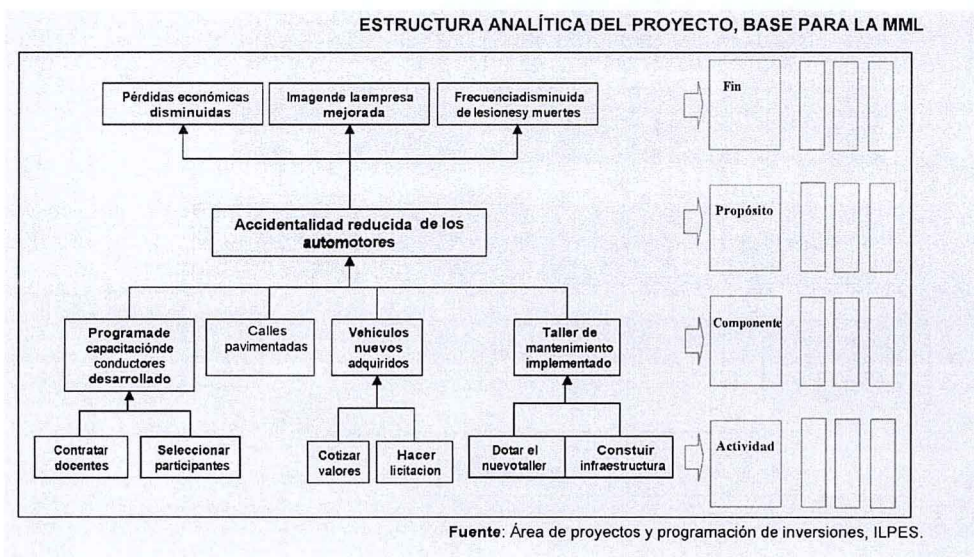 ESTRUCTURA ANALÍTICA DEL PROYECTO, BASE PARA LA MML
Pérdidas económicas
disminuidas
Imagende laempresa
mejorada
Frecuenciadisminuida
de lesionesy muertes
Fin
Accidentalidad reducida de los
automotores
Propósito
Programade
capacitaciónde
conductores
desarrollado
Calles
pavimentadas
Vehículos
nuevos
adquiridos
Taller de
mantenimiento
implementado
Componente
Contratar
docentes
Seleccionar
participantes
Cotizar
valores
Hacer
licitacion
Dotar el
nuevotaller
Constuir
infraestructura
Actividad
Fuente: Área de proyectos y programación de inversiones, ILPES.